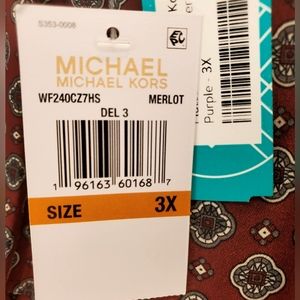 S353-0008
MICHAEL
MICHAEL KORS
WF240CZ7HS MERLOT
DEL 3
1 96163 60168 7
SIZE 3X
Purple - 3X